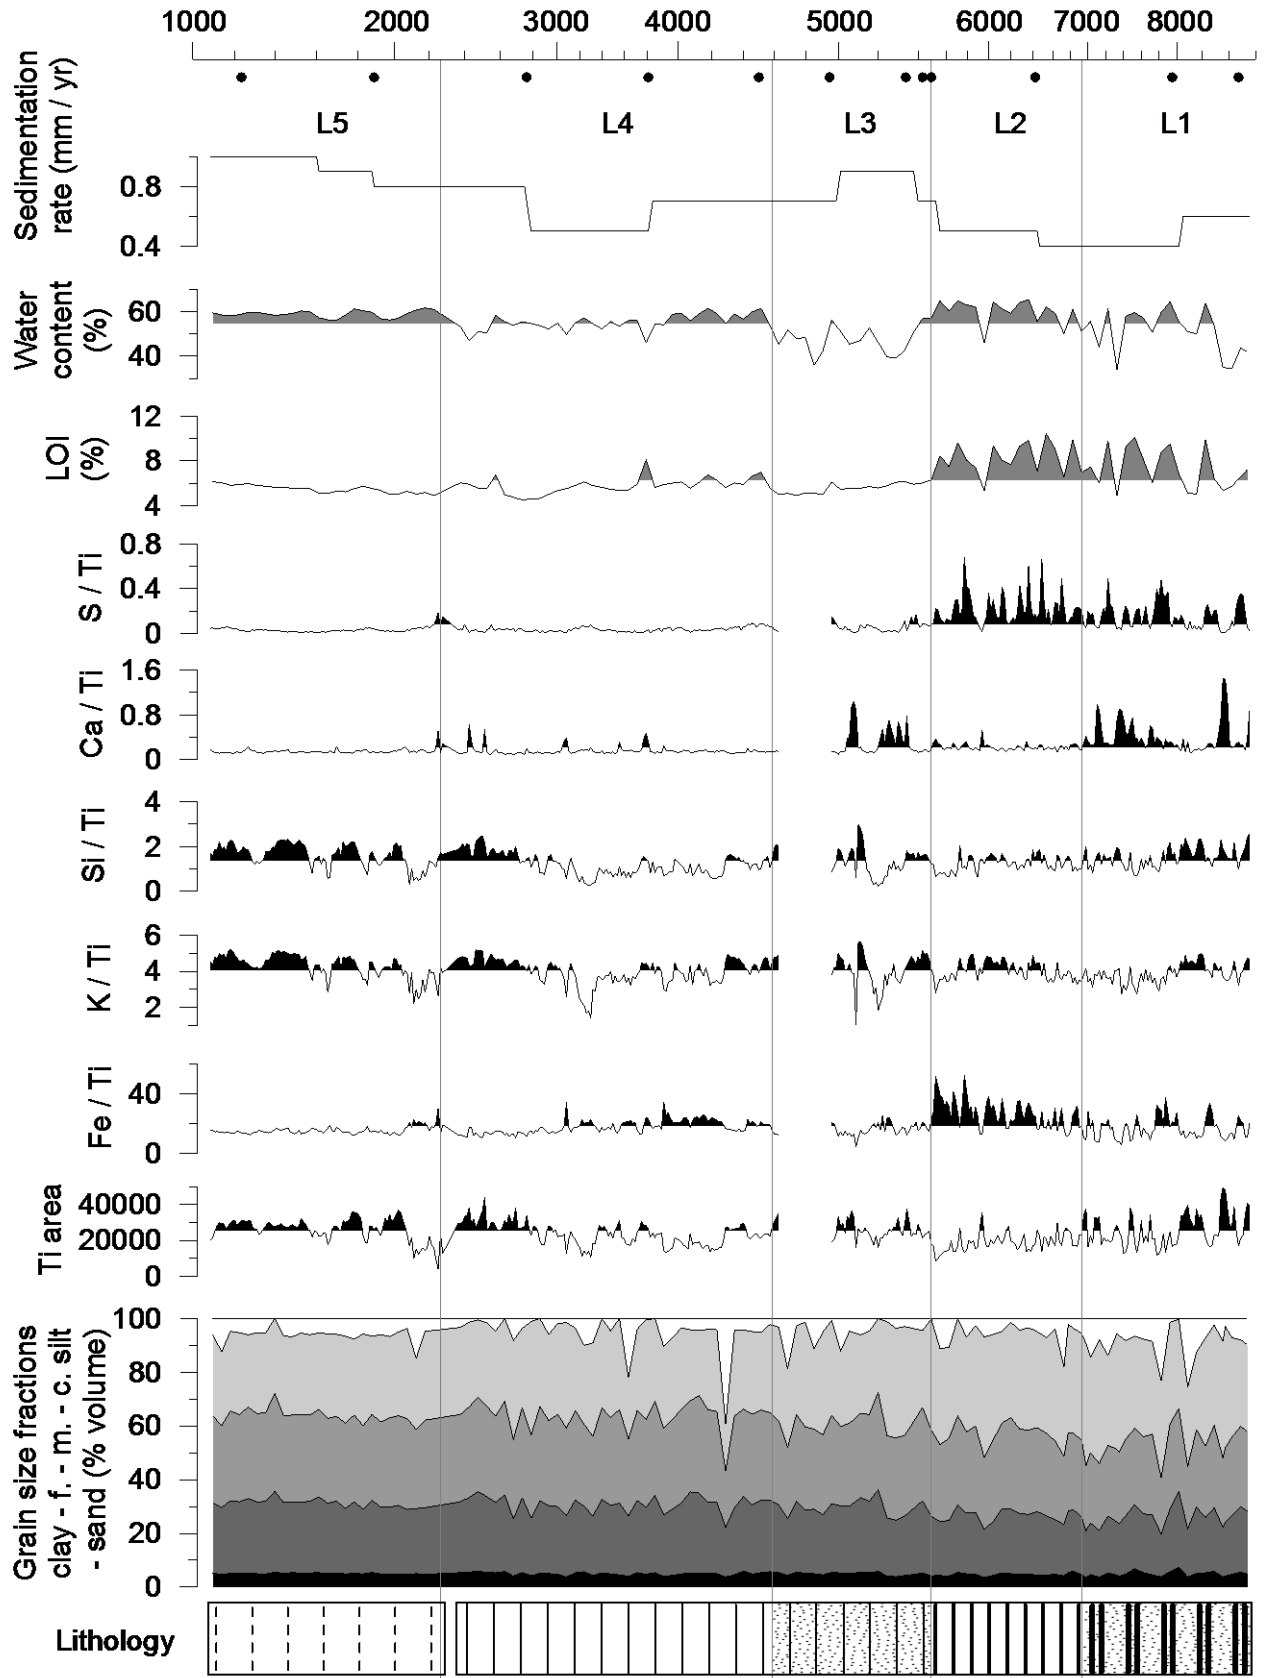 1000 2000 3000 4000 5000 6000 7000 8000
L5 L4 L3 L2 L1
Sedimentation
rate (mm / yr)
0.8
0.4
Water
content
(%)
60
40
LOI
(%)
12
8
4
S / Ti
0.8
0.4
0
Ca / Ti
1.6
0.8
0
Si / Ti
4
2
0
K / Ti
6
4
2
Fe / Ti
40
0
Ti area
40000
20000
0
Grain size fractions
clay - f. - m. - c. silt
- sand (% volume)
100
80
60
40
20
0
Lithology